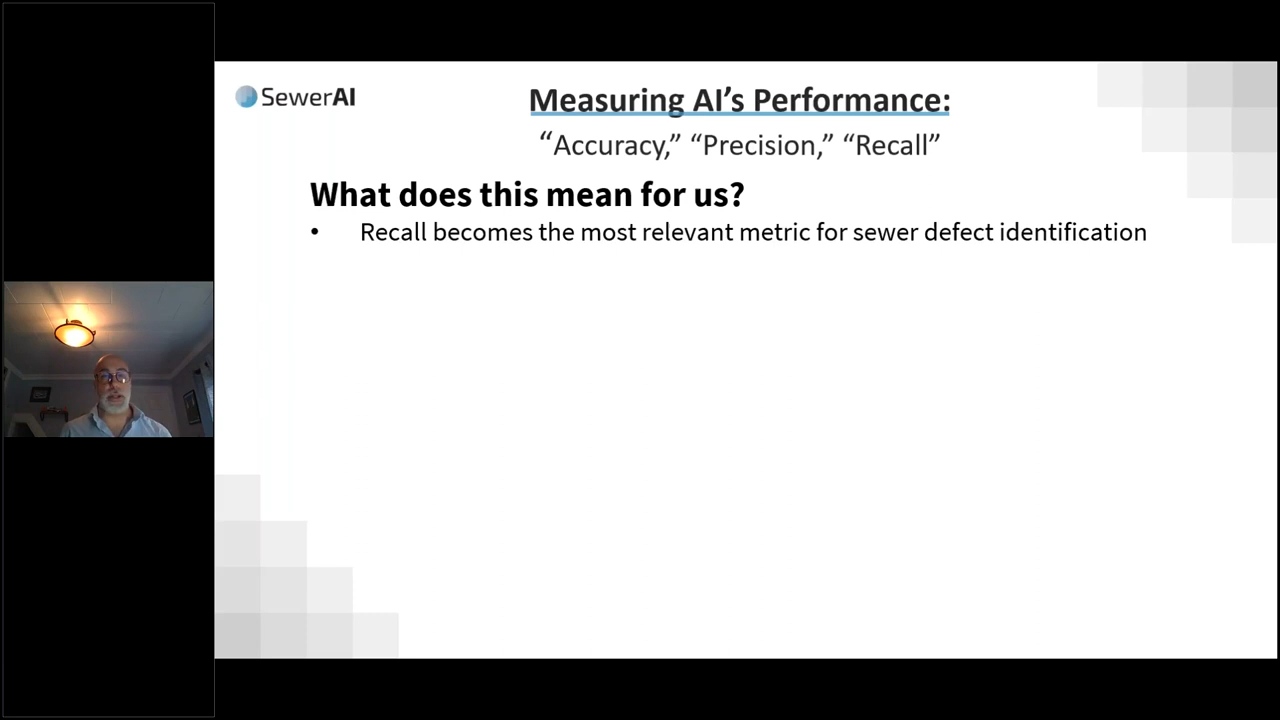 SewerAI
Measuring AI’s Performance:
“Accuracy,” “Precision,” “Recall”
What does this mean for us?
• Recall becomes the most relevant metric for sewer defect identification